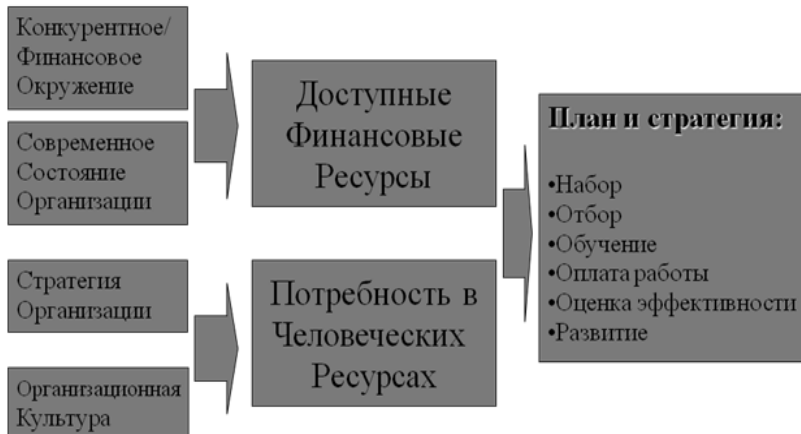 Конкурентное/
Финансовое
Окружение
Современное
Состояние
Организации
Стратегия
Организации
Организационная
Культура
Доступные
Финансовые
Ресурсы
Потребность в
Человеческих
Ресурсах
План и стратегия:
•Набор
•Отбор
•Обучение
•Оплата работы
•Оценка эффективности
•Развитие